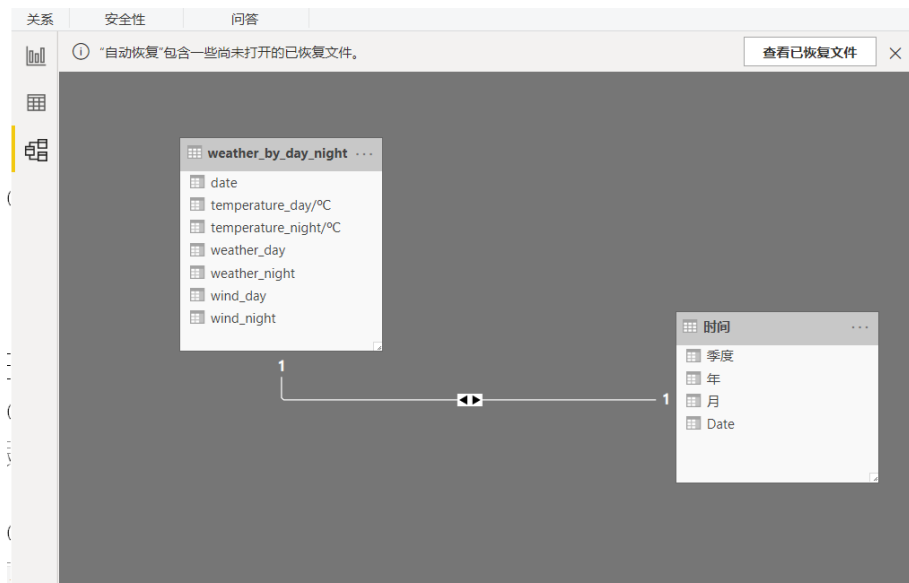 关系 安全性 问答
“自动恢复”包含一些尚未打开的已恢复文件。 查看已恢复文件
weather_by_day_night
date
temperature_day/ºC
temperature_night/ºC
weather_day
weather_night
wind_day
wind_night
1
时间
季度
年
月
Date
1